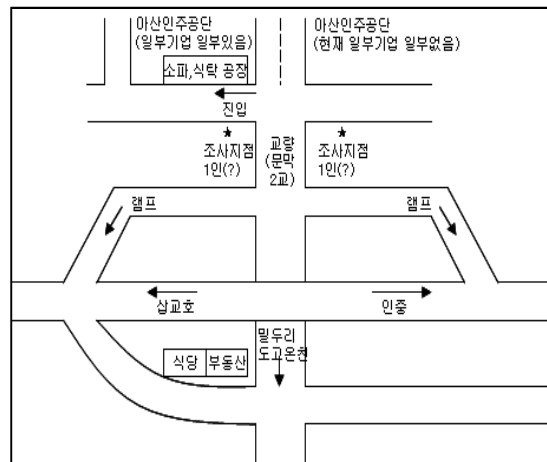 아산인주공단
(일부기업 일부있음)
아산인주공단
(현재 일부기업 일부없음)
소파,식탁 공장
진입
교량
(문막
2교)
★
조사지점
1인(?)
★
조사지점
1인(?)
램프
램프
삽교호
인중
밀두리
도고온천
식당
부동산